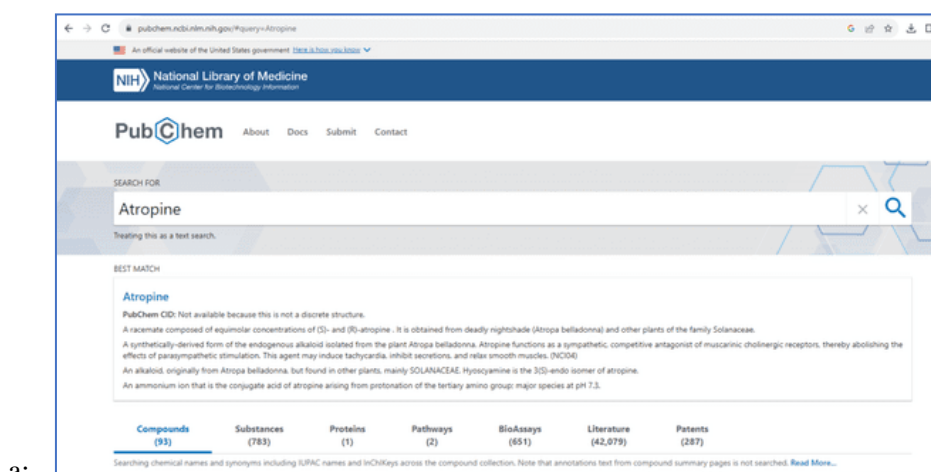 pubchem.ncbi.nlm.nih.gov/#query=Atropine
An official website of the United States government Here is how you know
NIH National Library of Medicine
National Center for Biotechnology Information
PubChem About Docs Submit Contact
SEARCH FOR
Atropine
Treating this as a text search.
BEST MATCH
Atropine
PubChem CID: Not available because this is not a discrete structure.
A racemate composed of equimolar concentrations of (S)- and (R)-atropine . It is obtained from deadly nightshade (Atropa belladonna) and other plants of the family Solanaceae.
A synthetically-derived form of the endogenous alkaloid isolated from the plant Atropa belladonna. Atropine functions as a sympathetic, competitive antagonist of muscarinic cholinergic receptors, thereby abolishing the
effects of parasympathetic stimulation. This agent may induce tachycardia, inhibit secretions, and relax smooth muscles. (NCI04)
An alkaloid, originally from Atropa belladonna, but found in other plants, mainly SOLANACEAE. Hyoscyamine is the 3(S)-endo isomer of atropine.
An ammonium ion that is the conjugate acid of atropine arising from protonation of the tertiary amino group; major species at pH 7.3.
Compounds Substances Proteins Pathways BioAssays Literature Patents
(93) (783) (1) (2) (651) (42,079) (287)
Searching chemical names and synonyms including IUPAC names and InChIKeys across the compound collection. Note that annotations text from compound summary pages is not searched. Read More...